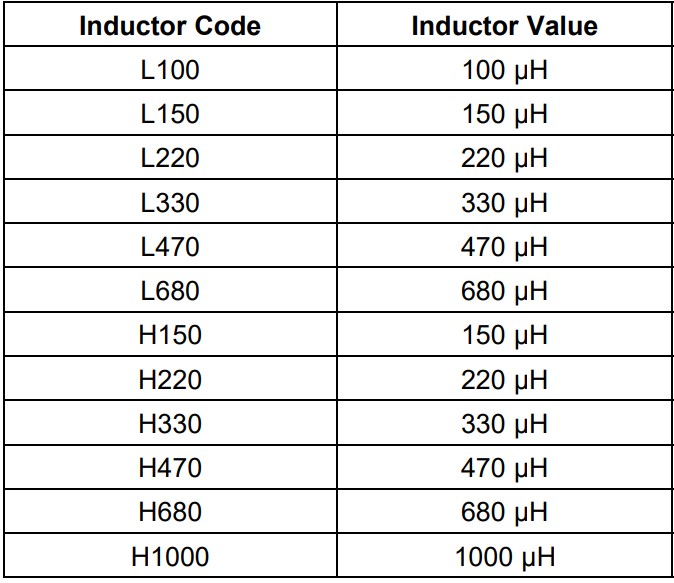 Inductor Code Inductor Value
L100 100 μH
L150 150 μH
L220 220 μH
L330 330 μH
L470 470 μH
L680 680 μH
H150 150 μH
H220 220 μH
H330 330 μH
H470 470 μH
H680 680 μH
H1000 1000 μH